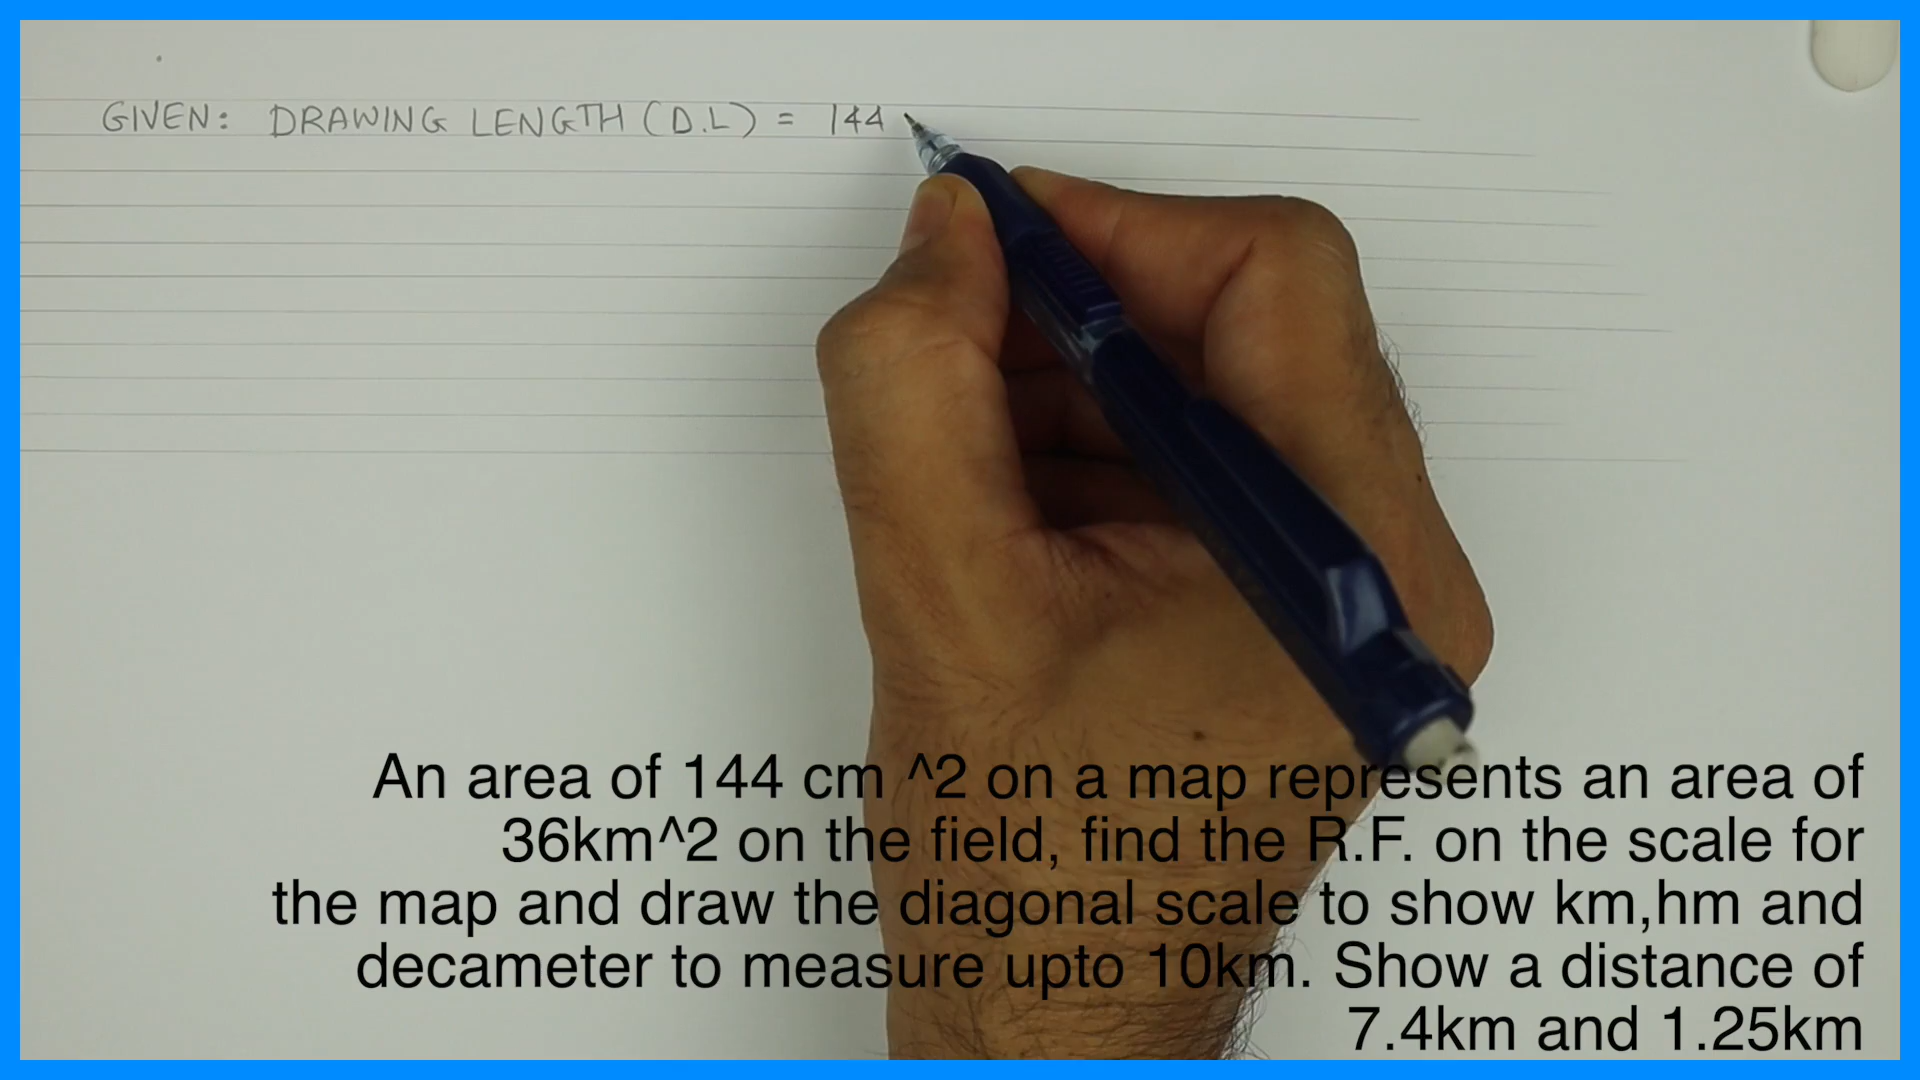 GIVEN: DRAWING LENGTH (D.L) = 144
An area of 144 cm ^2 on a map represents an area of
36km^2 on the field, find the R.F. on the scale for
the map and draw the diagonal scale to show km,hm and
decameter to measure upto 10km. Show a distance of
7.4km and 1.25km